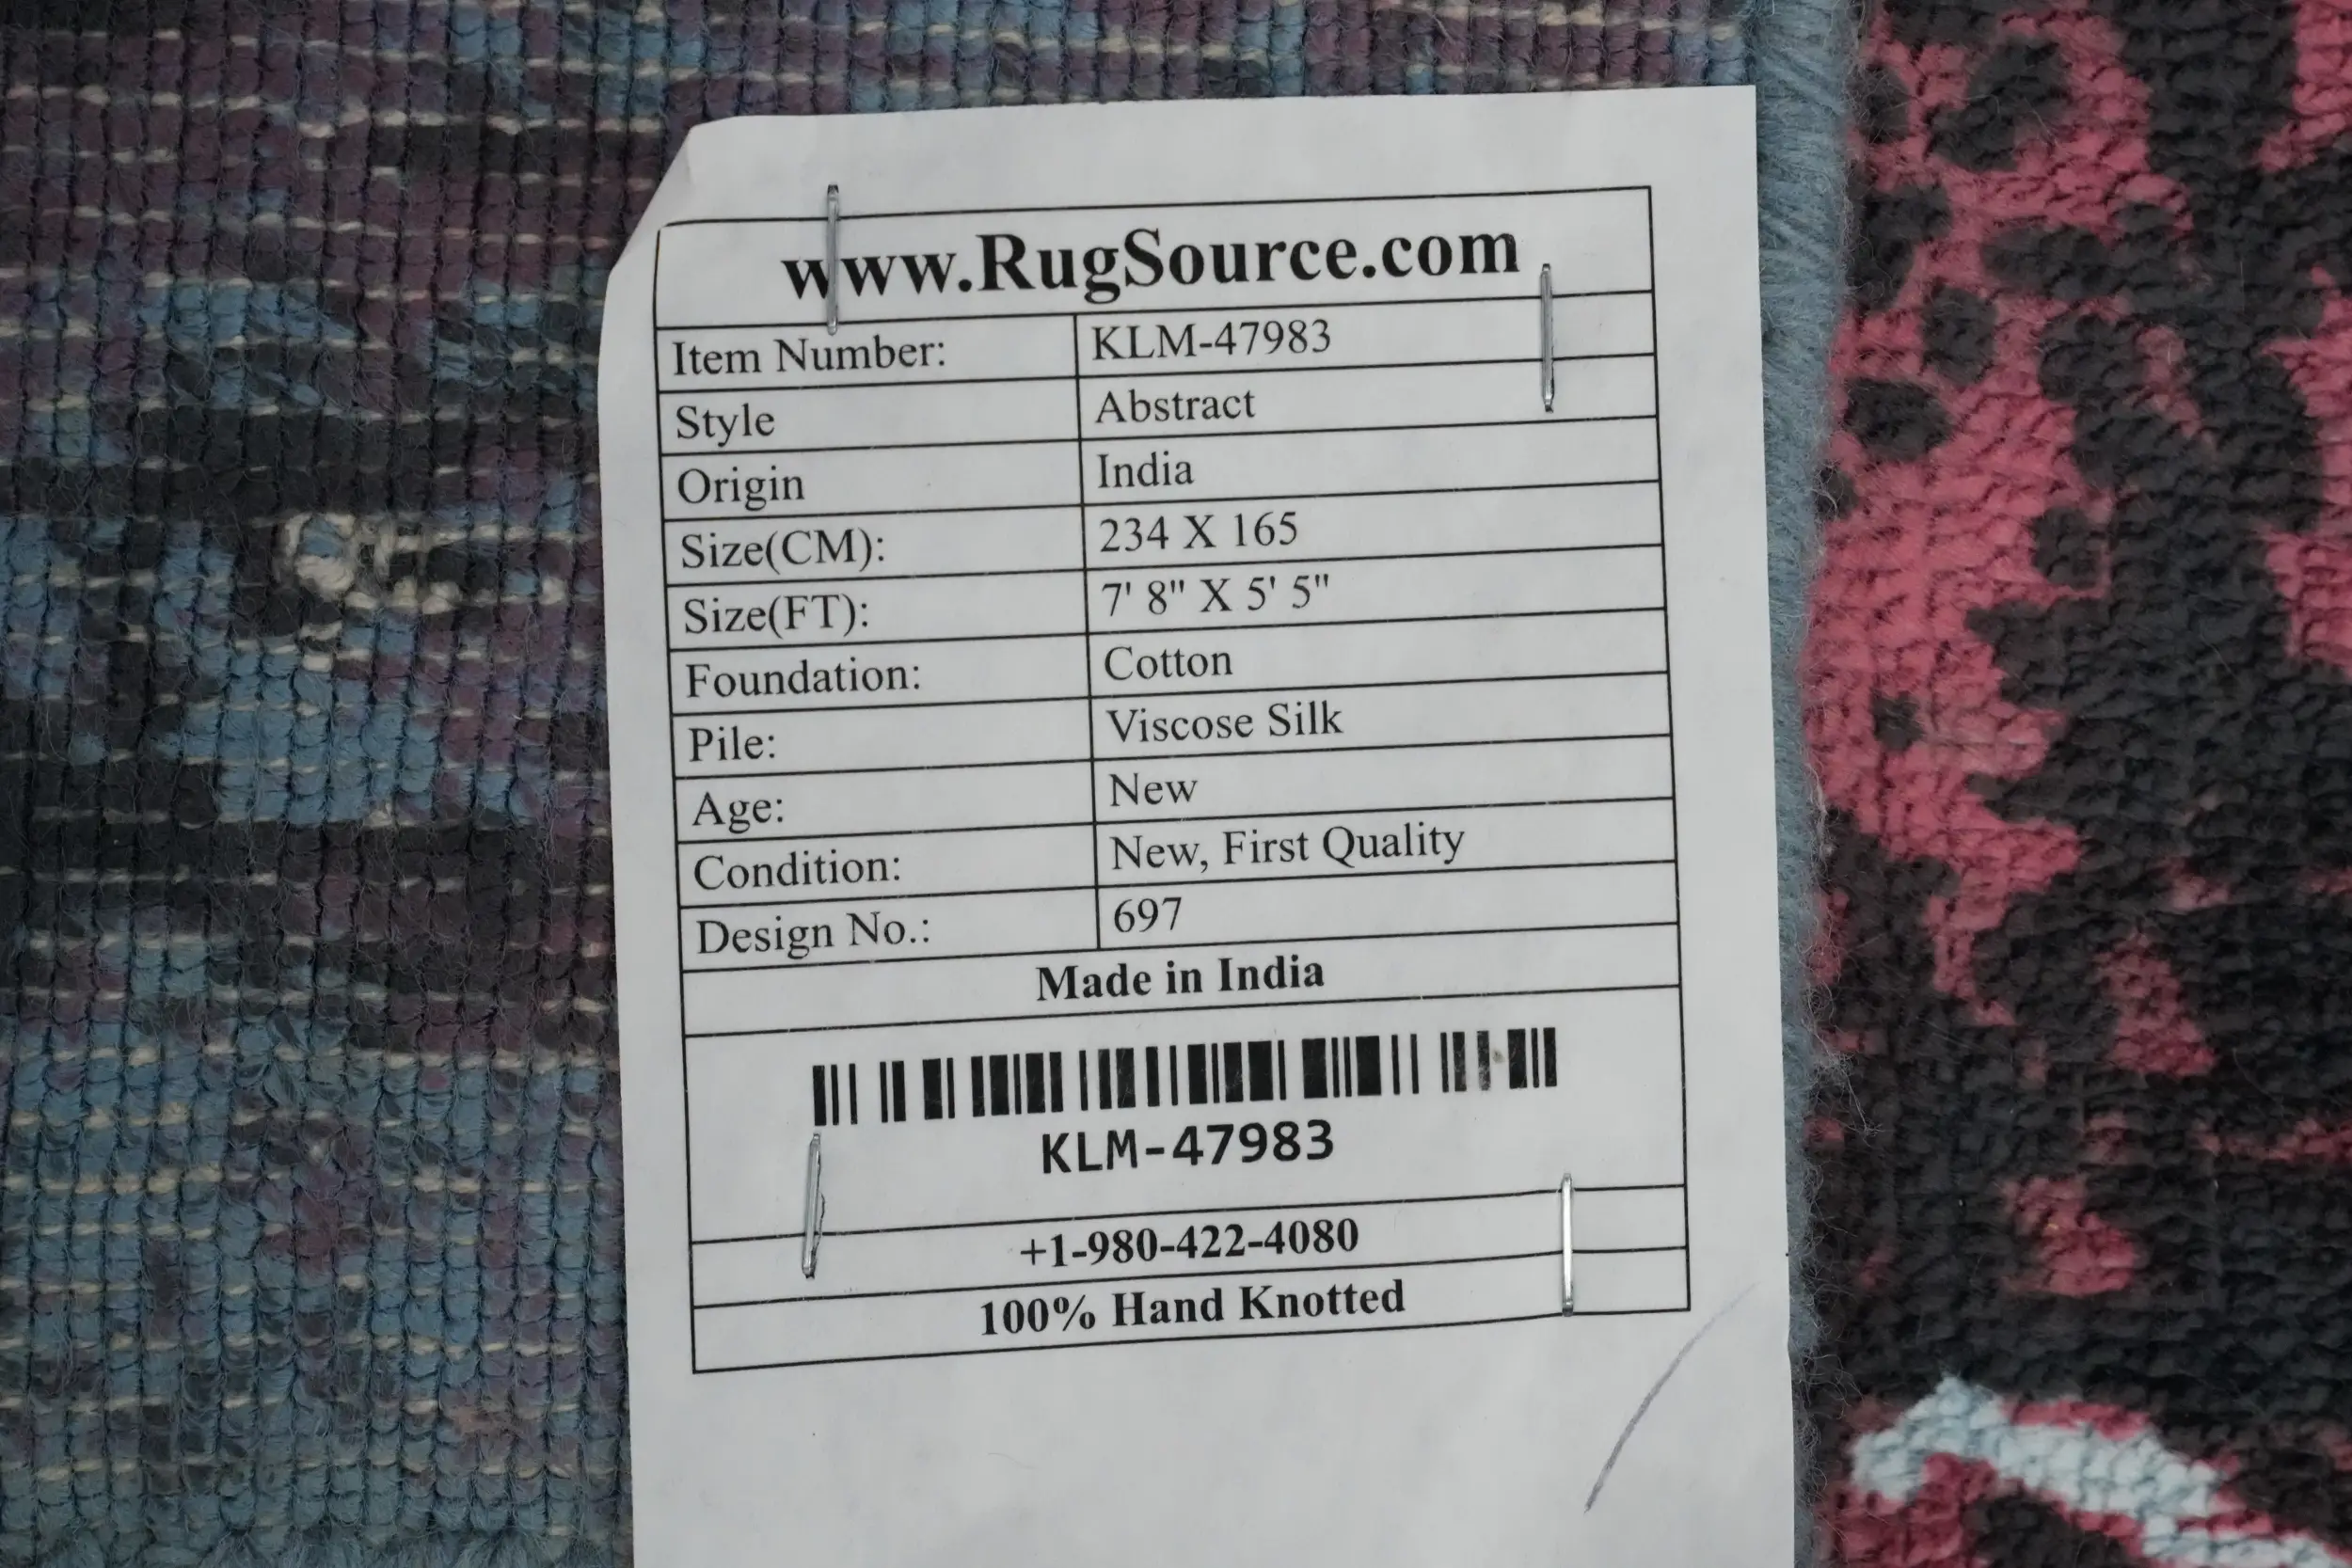 www.RugSource.com
Item Number: KLM-47983
Style Abstract
Origin India
Size(CM): 234 X 165
Size(FT): 7' 8" X 5' 5"
Foundation: Cotton
Pile: Viscose Silk
Age: New
Condition: New, First Quality
Design No.: 697
Made in India
KLM-47983
+1-980-422-4080
100% Hand Knotted